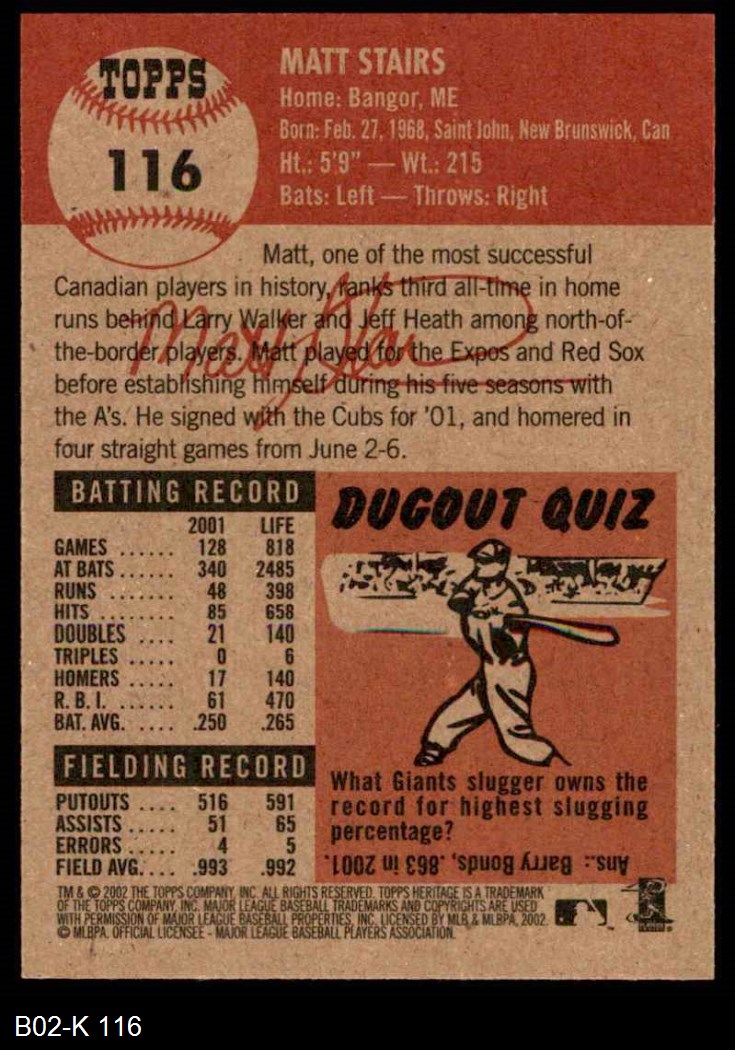 TOPPS
116
MATT STAIRS
Home: Bangor, ME
Born: Feb. 27, 1968, Saint John, New Brunswick, Can
Ht.: 5'9" — Wt.: 215
Bats: Left — Throws: Right
Matt, one of the most successful
Canadian players in history, ranks third all-time in home
runs behind Larry Walker and Jeff Heath among north-of-
the-border players. Matt played for the Expos and Red Sox
before establishing himself during his five seasons with
the A's. He signed with the Cubs for '01, and homered in
four straight games from June 2-6.
Matt Stairs
BATTING RECORD
2001 LIFE
GAMES ...... 128 818
AT BATS ...... 340 2485
RUNS ....... 48 398
HITS ........ 85 658
DOUBLES .... 21 140
TRIPLES ..... 0 6
HOMERS ..... 17 140
R. B. I. ...... 61 470
BAT. AVG. .... .250 .265
FIELDING RECORD
PUTOUTS .... 516 591
ASSISTS ..... 51 65
ERRORS ..... 4 5
FIELD AVG. ... .993 .992
DUGOUT QUIZ
What Giants slugger owns the
record for highest slugging
percentage?
Ans.: Barry Bonds, .863 in 2001.
TM & © 2002 THE TOPPS COMPANY, INC. ALL RIGHTS RESERVED. TOPPS HERITAGE IS A TRADEMARK
OF THE TOPPS COMPANY, INC. MAJOR LEAGUE BASEBALL TRADEMARKS AND COPYRIGHTS ARE USED
WITH PERMISSION OF MAJOR LEAGUE BASEBALL PROPERTIES, INC. LICENSED BY MLB & MLBPA, 2002.
© MLBPA. OFFICIAL LICENSEE - MAJOR LEAGUE BASEBALL PLAYERS ASSOCIATION.
B02-K 116